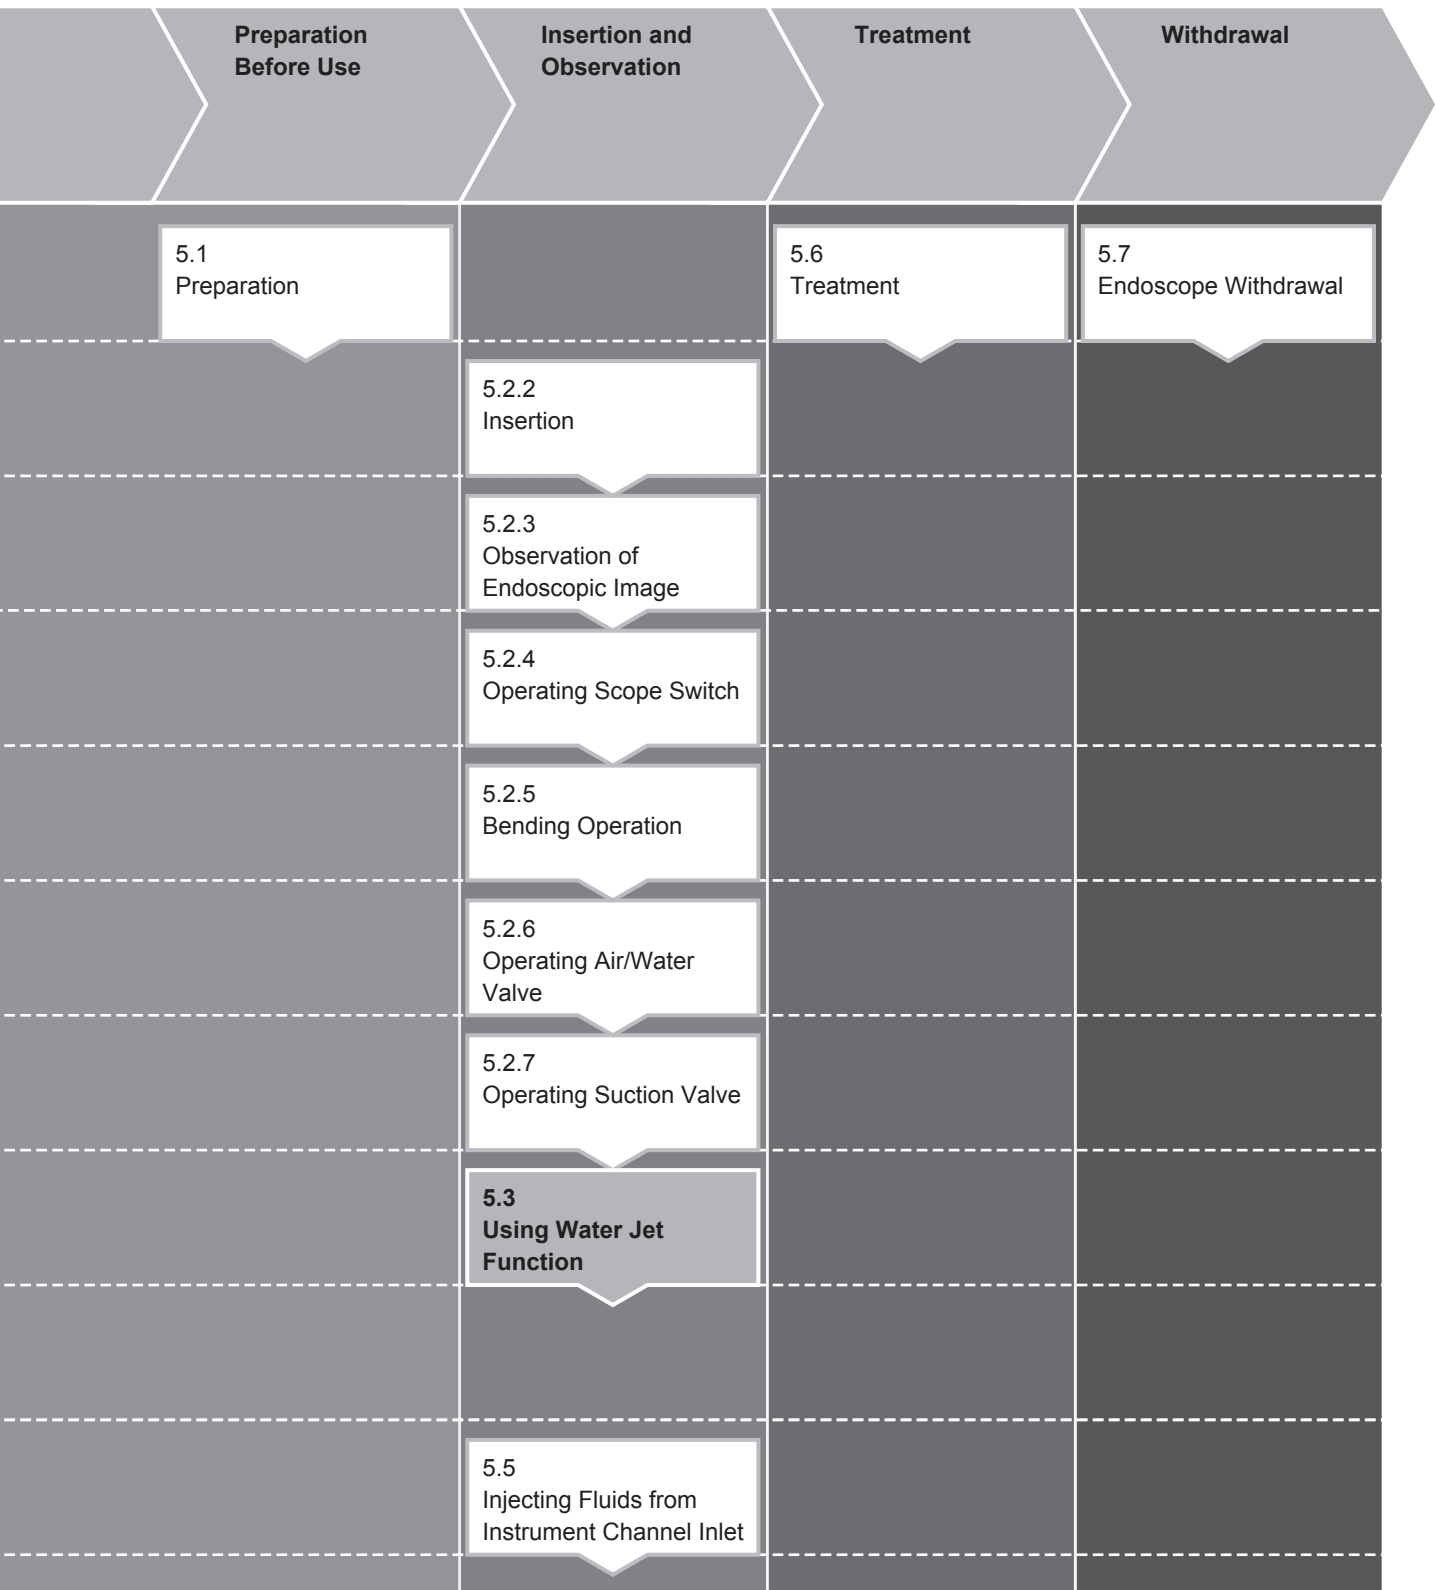 Preparation
Before Use
Insertion and
Observation
Treatment
Withdrawal
5.1
Preparation
5.6
Treatment
5.7
Endoscope Withdrawal
5.2.2
Insertion
5.2.3
Observation of
Endoscopic Image
5.2.4
Operating Scope Switch
5.2.5
Bending Operation
5.2.6
Operating Air/Water
Valve
5.2.7
Operating Suction Valve
5.3
Using Water Jet
Function
5.5
Injecting Fluids from
Instrument Channel Inlet